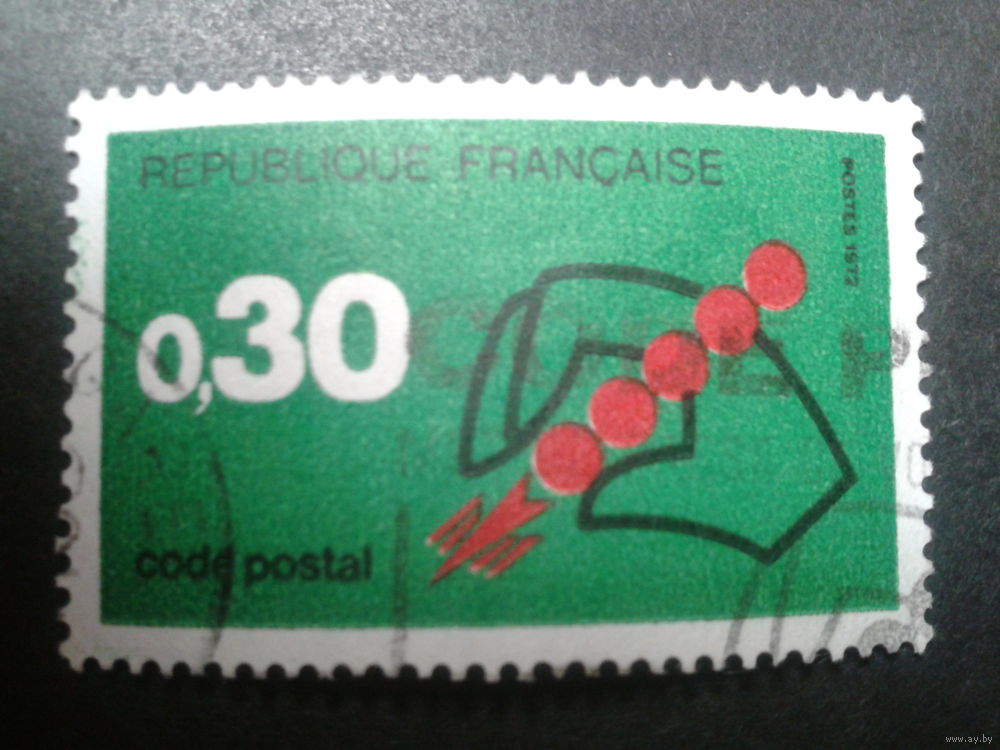 REPUBLIQUE FRANÇAISE
POSTES 1972
0,30
code postal
www.ay.by